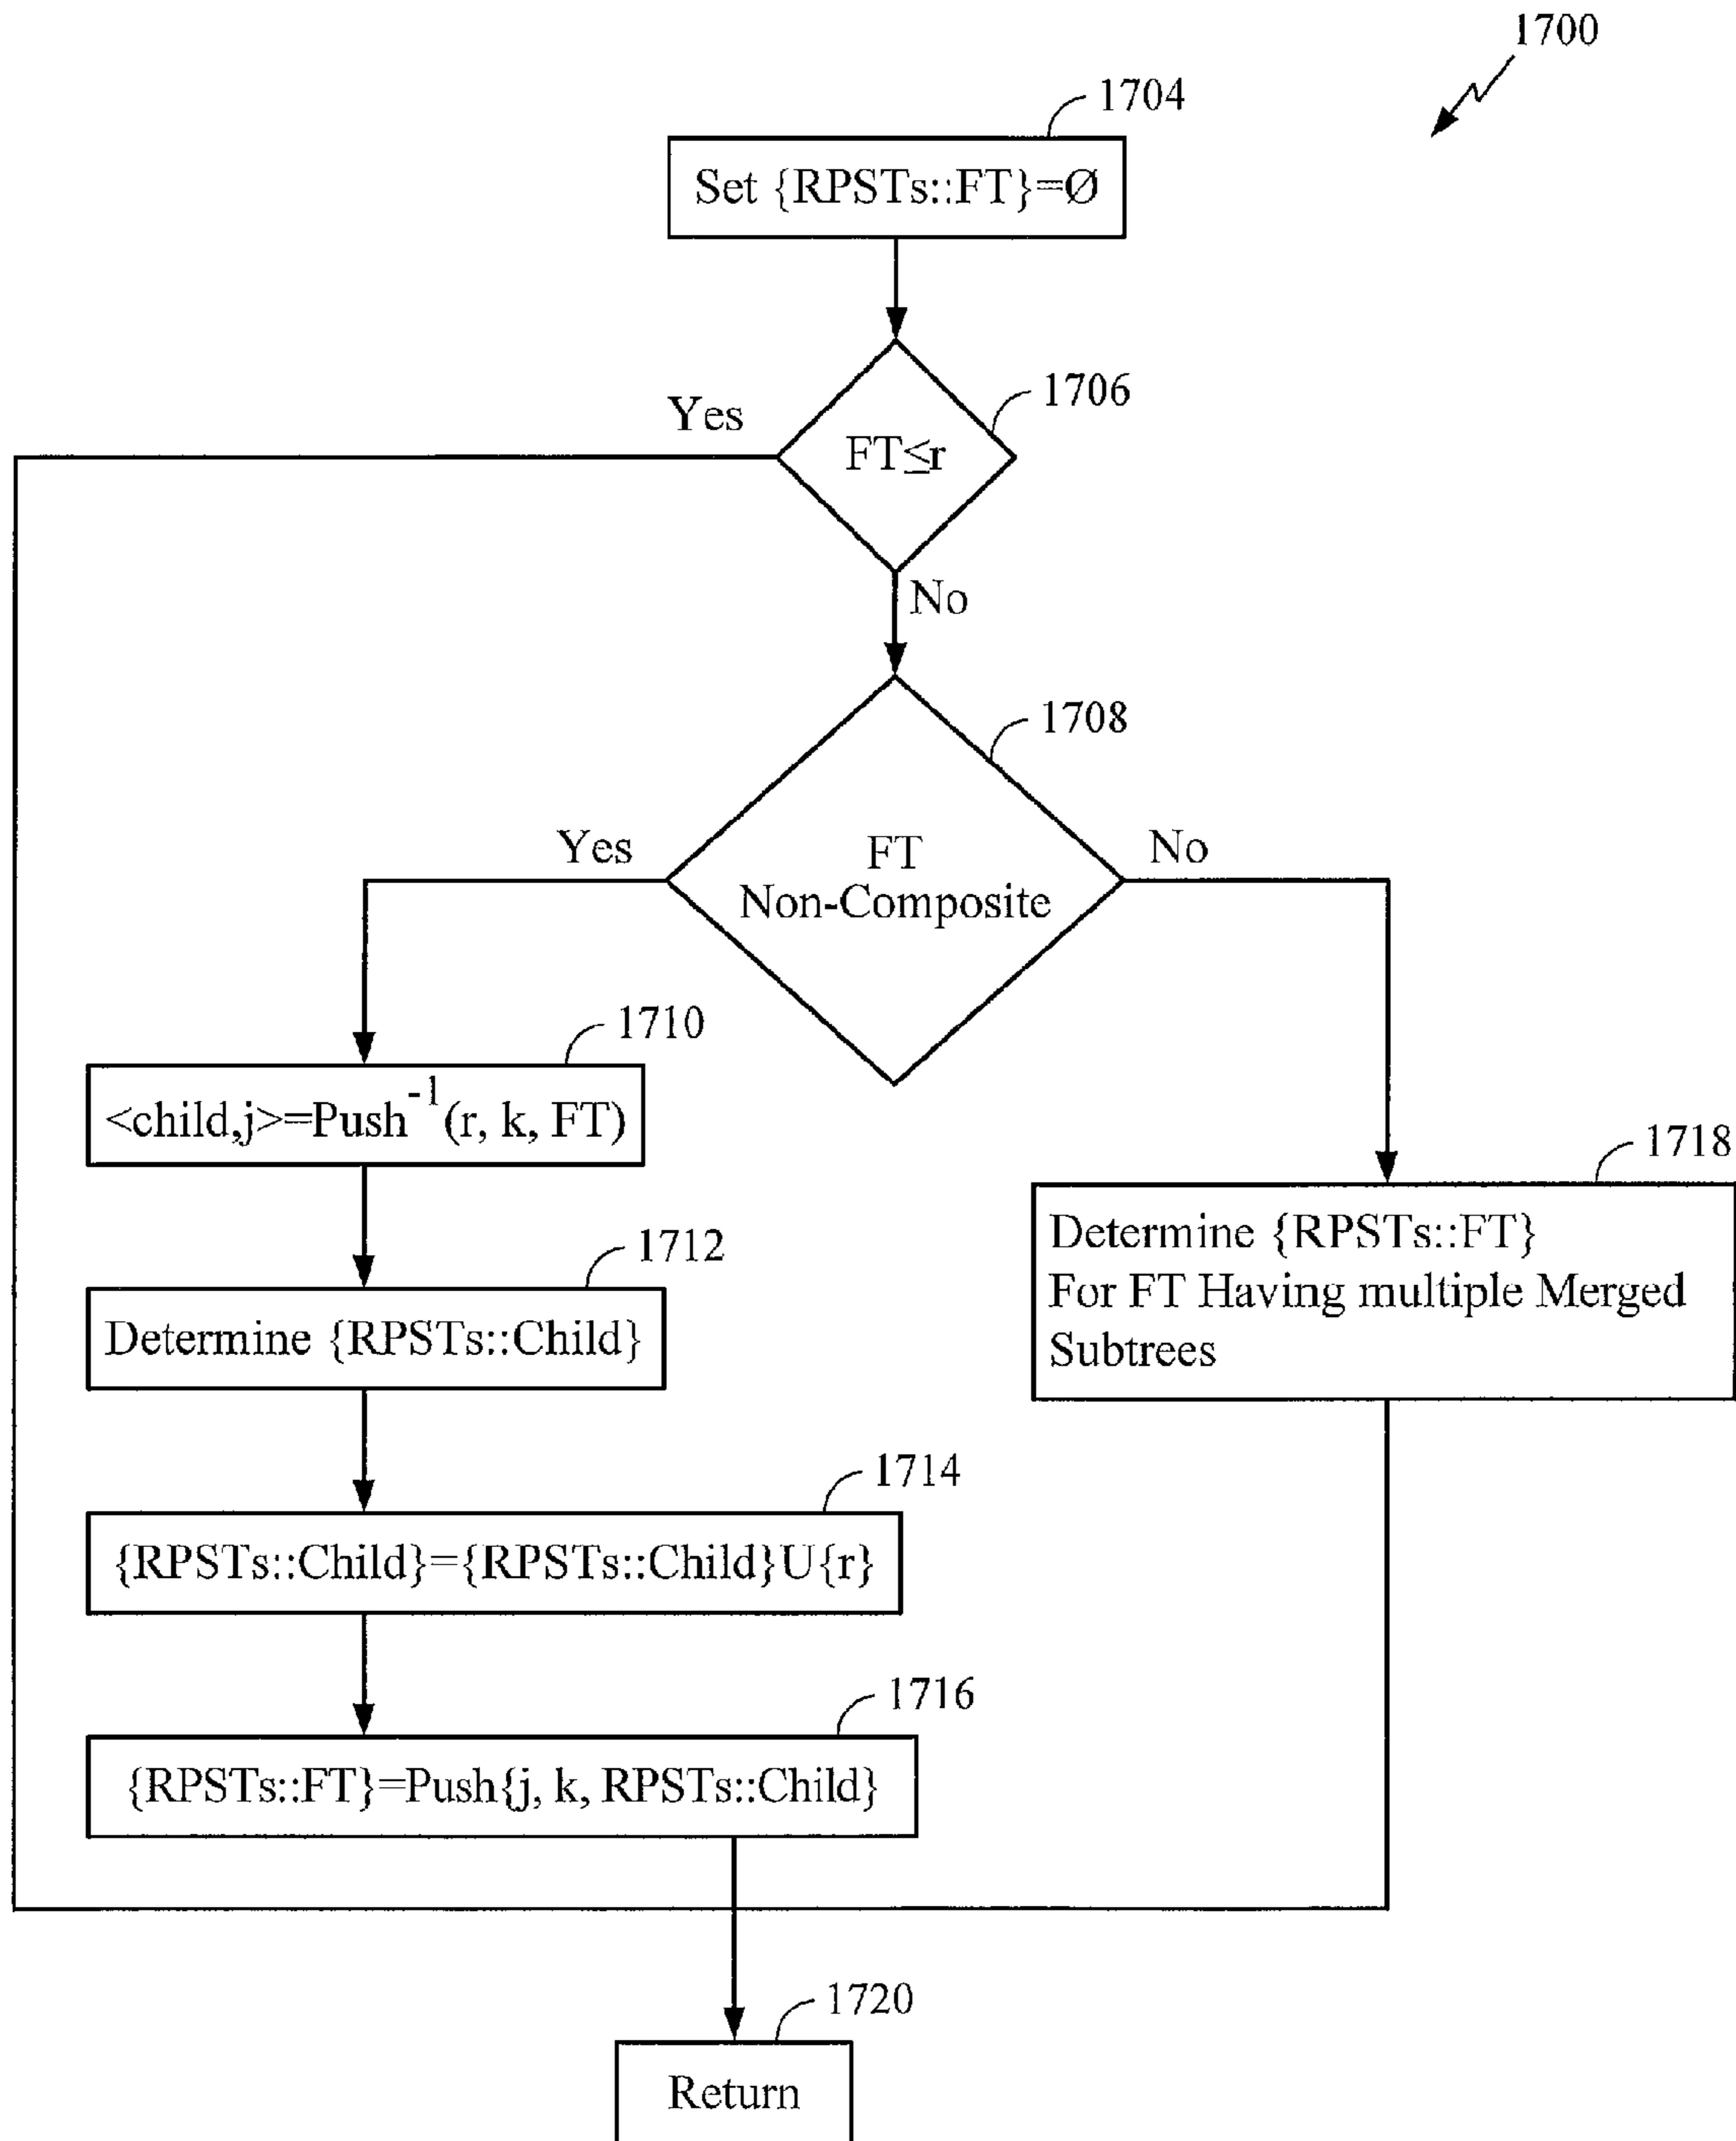 1700
1704
Set {RPSTs::FT}=Ø
1706
Yes
FT≤r
No
1708
Yes
No
FT
Non-Composite
1710
<child,j>=Push⁻¹(r, k, FT)
1718
Determine {RPSTs::FT}
For FT Having multiple Merged
Subtrees
1712
Determine {RPSTs::Child}
1714
{RPSTs::Child}={RPSTs::Child}U{r}
1716
{RPSTs::FT}=Push{j, k, RPSTs::Child}
1720
Return